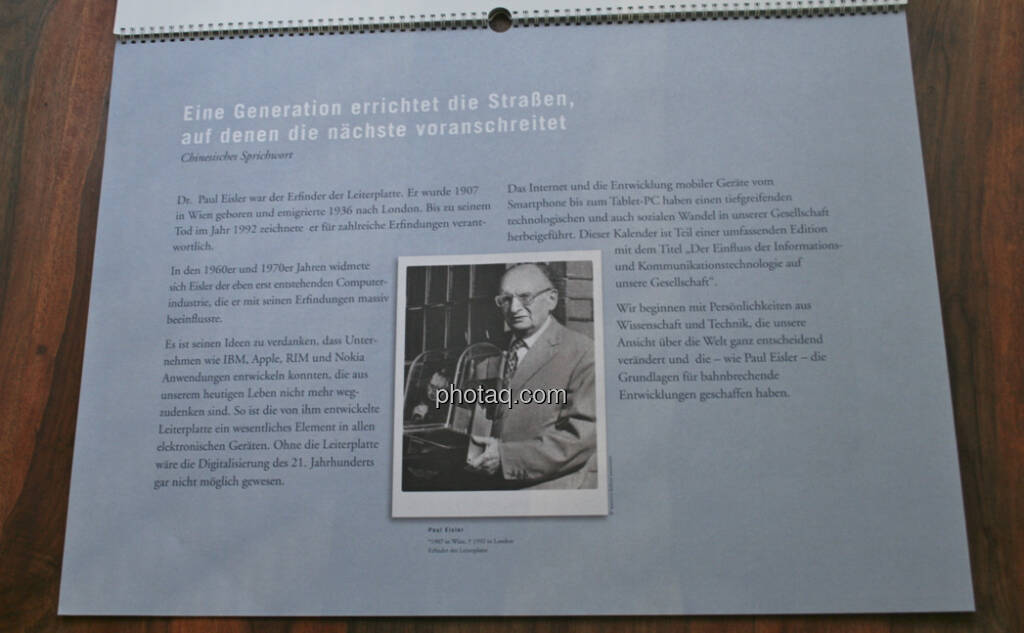 Eine Generation errichtet die Straßen,
auf denen die nächste voranschreitet
Chinesisches Sprichwort
Dr. Paul Eisler war der Erfinder der Leiterplatte. Er wurde 1907
in Wien geboren und emigrierte 1936 nach London. Bis zu seinem
Tod im Jahr 1992 zeichnete er für zahlreiche Erfindungen verant-
wortlich.
In den 1960er und 1970er Jahren widmete
sich Eisler der eben erst entstehenden Computer-
industrie, die er mit seinen Erfindungen massiv
beeinflusste.
Es ist seinen Ideen zu verdanken, dass Unter-
nehmen wie IBM, Apple, RIM und Nokia
Anwendungen entwickeln konnten, die aus
unserem heutigen Leben nicht mehr weg-
zudenken sind. So ist die von ihm entwickelte
Leiterplatte ein wesentliches Element in allen
elektronischen Geräten. Ohne die Leiterplatte
wäre die Digitalisierung des 21. Jahrhunderts
gar nicht möglich gewesen.
Das Internet und die Entwicklung mobiler Geräte vom
Smartphone bis zum Tablet-PC haben einen tiefgreifenden
technologischen und auch sozialen Wandel in unserer Gesellschaft
herbeigeführt. Dieser Kalender ist Teil einer umfassenden Edition
mit dem Titel „Der Einfluss der Informations-
und Kommunikationstechnologie auf
unsere Gesellschaft“.
Wir beginnen mit Persönlichkeiten aus
Wissenschaft und Technik, die unsere
Ansicht über die Welt ganz entscheidend
verändert und die – wie Paul Eisler – die
Grundlagen für bahnbrechende
Entwicklungen geschaffen haben.
photaq.com
Paul Eisler
*1907 in Wien, † 1992 in London
Erfinder der Leiterplatte